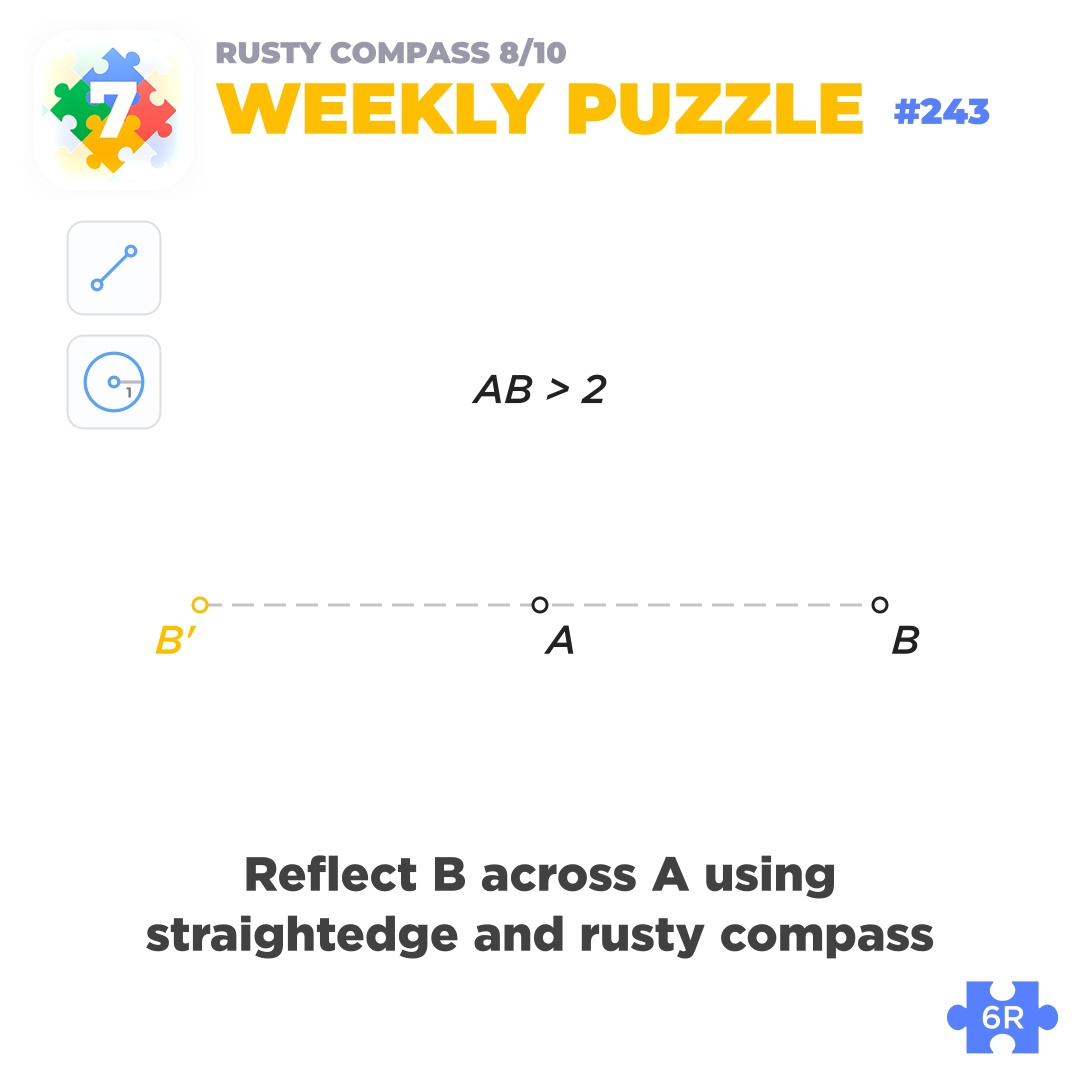 RUSTY COMPASS 8/10
7
WEEKLY PUZZLE #243
1
AB > 2
B'
A
B
Reflect B across A using
straightedge and rusty compass
6R